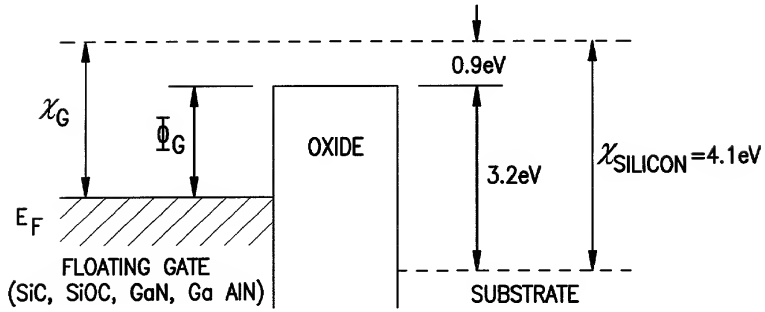 0.9eV
χG
ΦG
OXIDE
3.2eV
χSILICON=4.1eV
EF
FLOATING GATE
(SiC, SiOC, GaN, Ga AlN)
SUBSTRATE